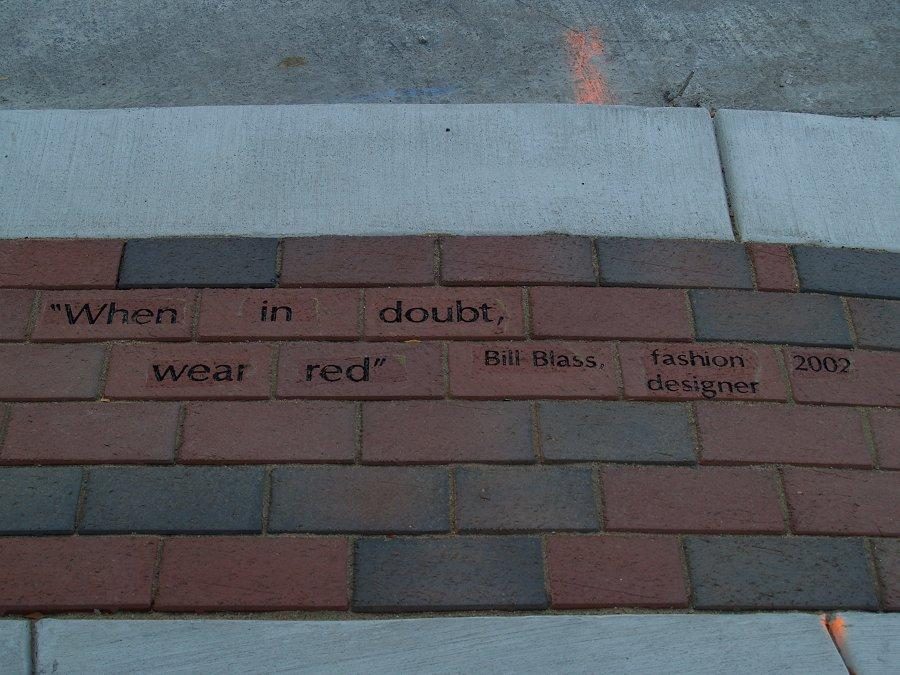 "When in doubt,
wear red" Bill Blass, fashion designer 2002